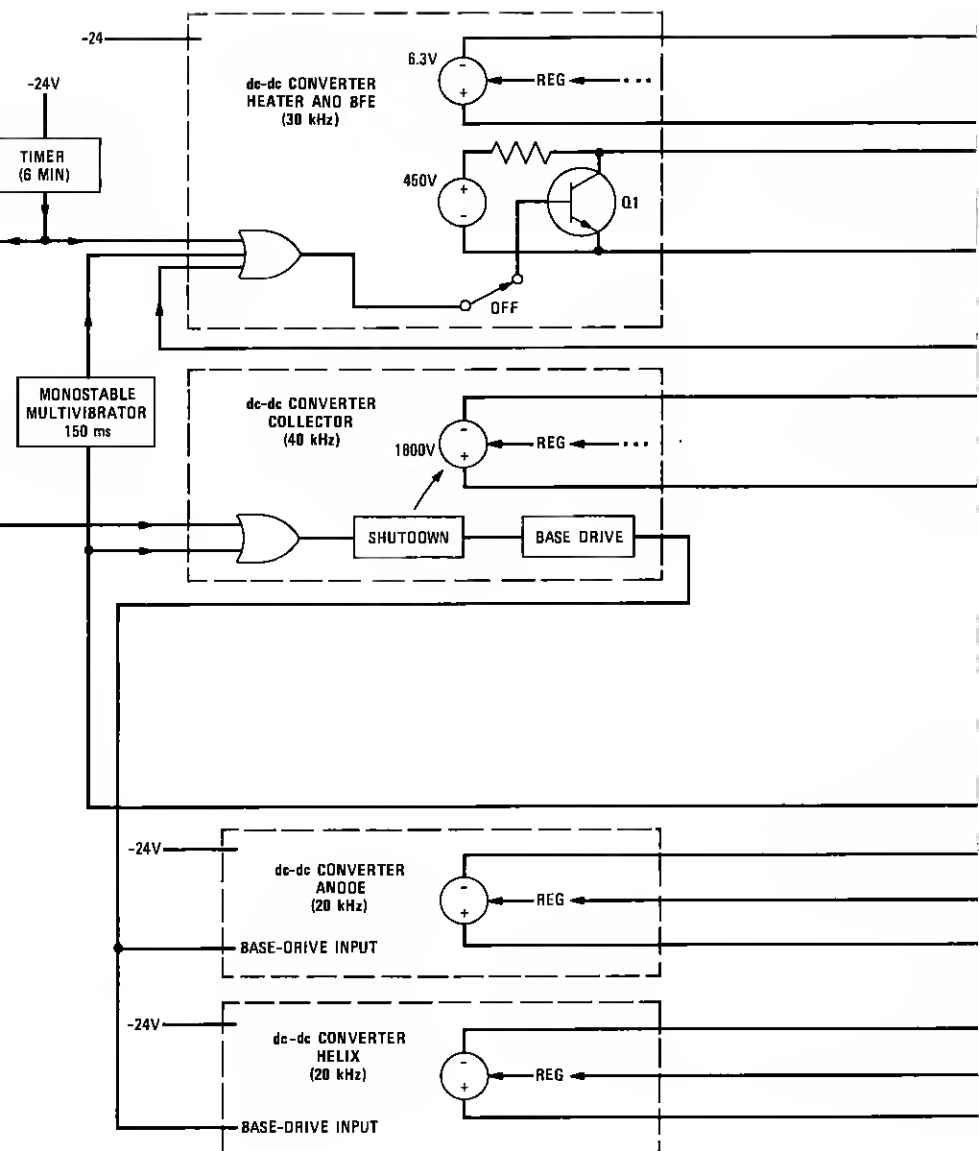 -24
-24V
TIMER
(6 MIN)
dc-dc CONVERTER
HEATER AND BFE
(30 kHz)
6.3V
-
+
REG
...
450V
+
-
Q1
OFF
MONOSTABLE
MULTIVIBRATOR
150 ms
dc-dc CONVERTER
COLLECTOR
(40 kHz)
1800V
-
+
REG
...
SHUTDOWN
BASE DRIVE
-24V
dc-dc CONVERTER
ANODE
(20 kHz)
-
+
REG
BASE-DRIVE INPUT
-24V
dc-dc CONVERTER
HELIX
(20 kHz)
-
+
REG
BASE-DRIVE INPUT